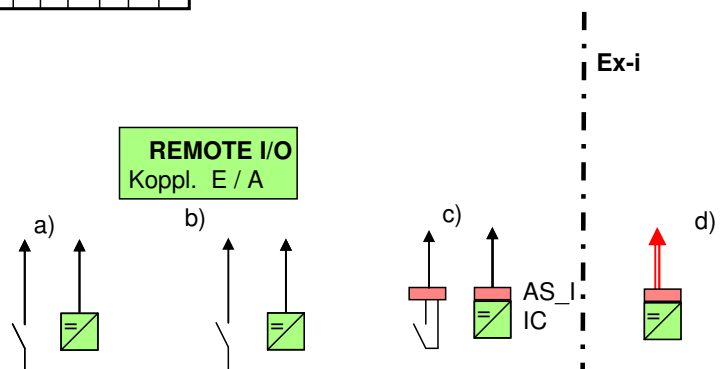 Ex-i
REMOTE I/O
Koppl. E / A
a)
b)
c)
d)
AS_I
IC
=
=
=
=